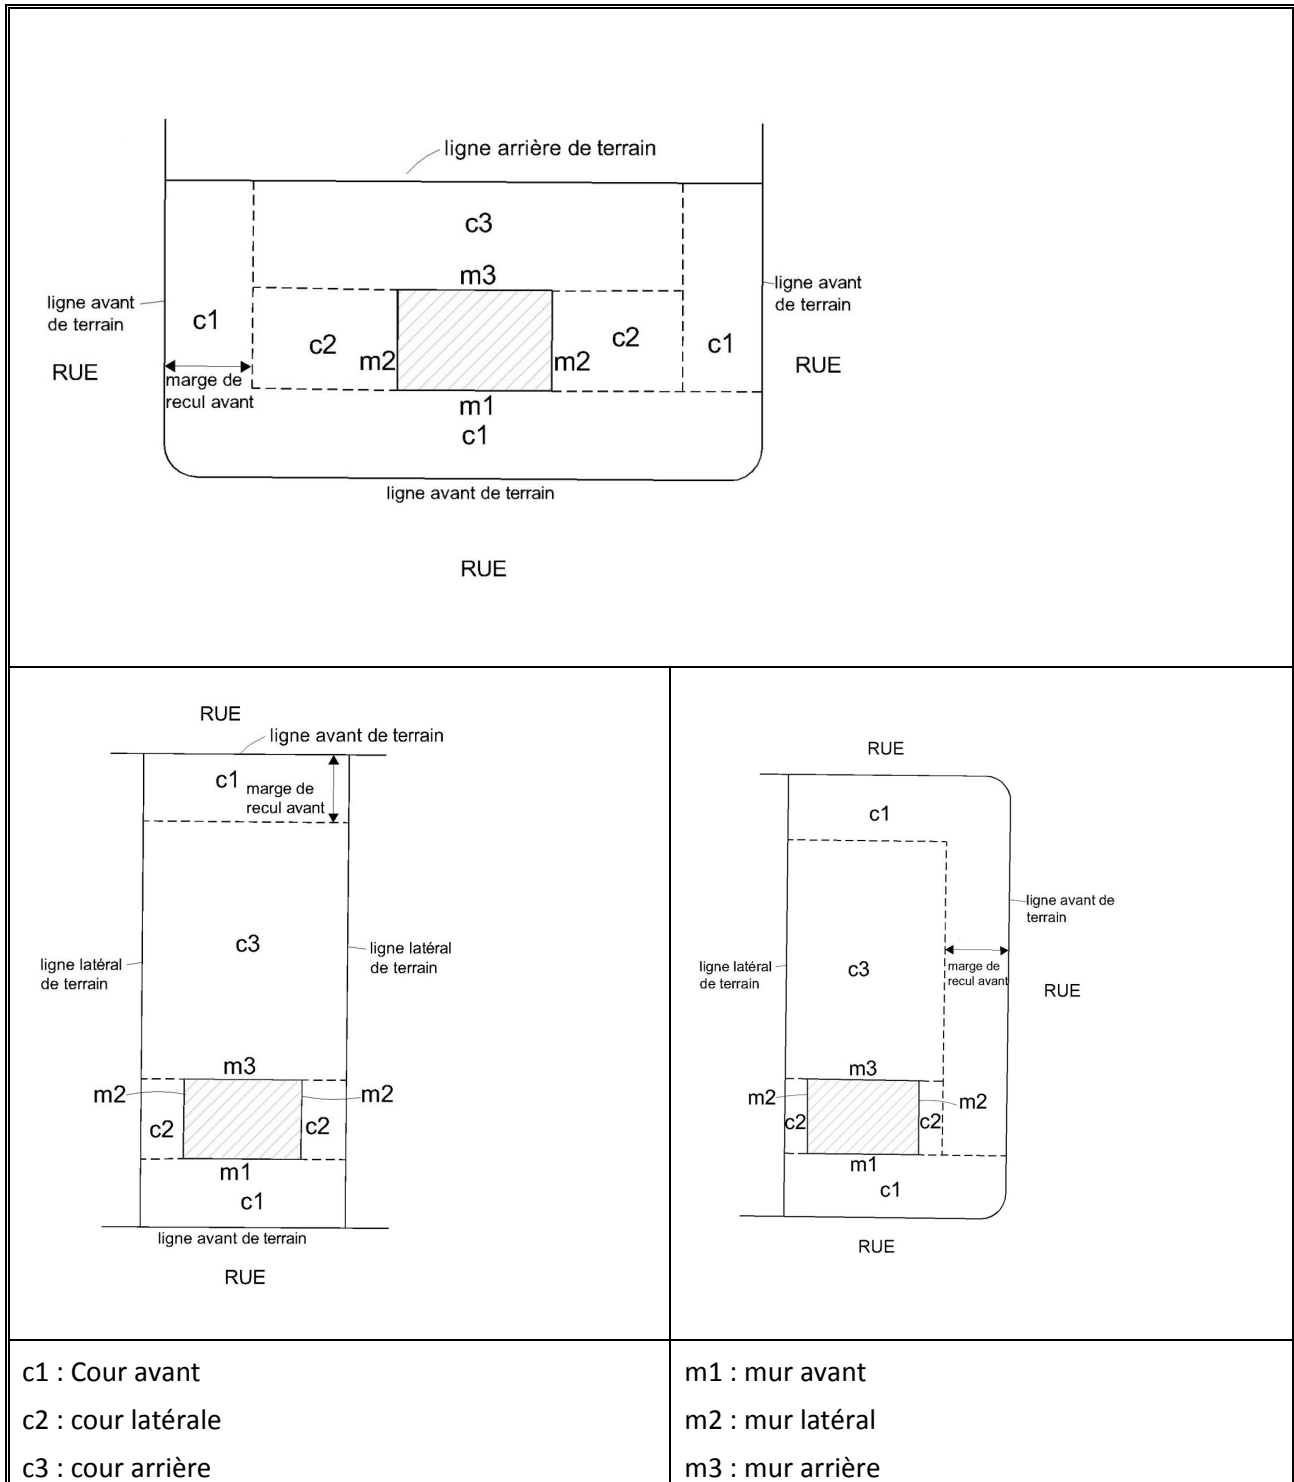 ligne arrière de terrain
c3
m3
ligne avant
de terrain
ligne avant
de terrain
c1
c2
c2
c1
m2
m2
RUE
RUE
marge de
recul avant
m1
c1
ligne avant de terrain
RUE
RUE
ligne avant de terrain
c1
marge de
recul avant
c3
ligne latéral
de terrain
ligne latéral
de terrain
m3
m2
m2
c2
c2
m1
c1
ligne avant de terrain
RUE
RUE
c1
ligne avant de
terrain
ligne latéral
de terrain
c3
marge de
recul avant
RUE
m3
m2
m2
c2
c2
m1
c1
RUE
c1 : Cour avant
c2 : cour latérale
c3 : cour arrière
m1 : mur avant
m2 : mur latéral
m3 : mur arrière